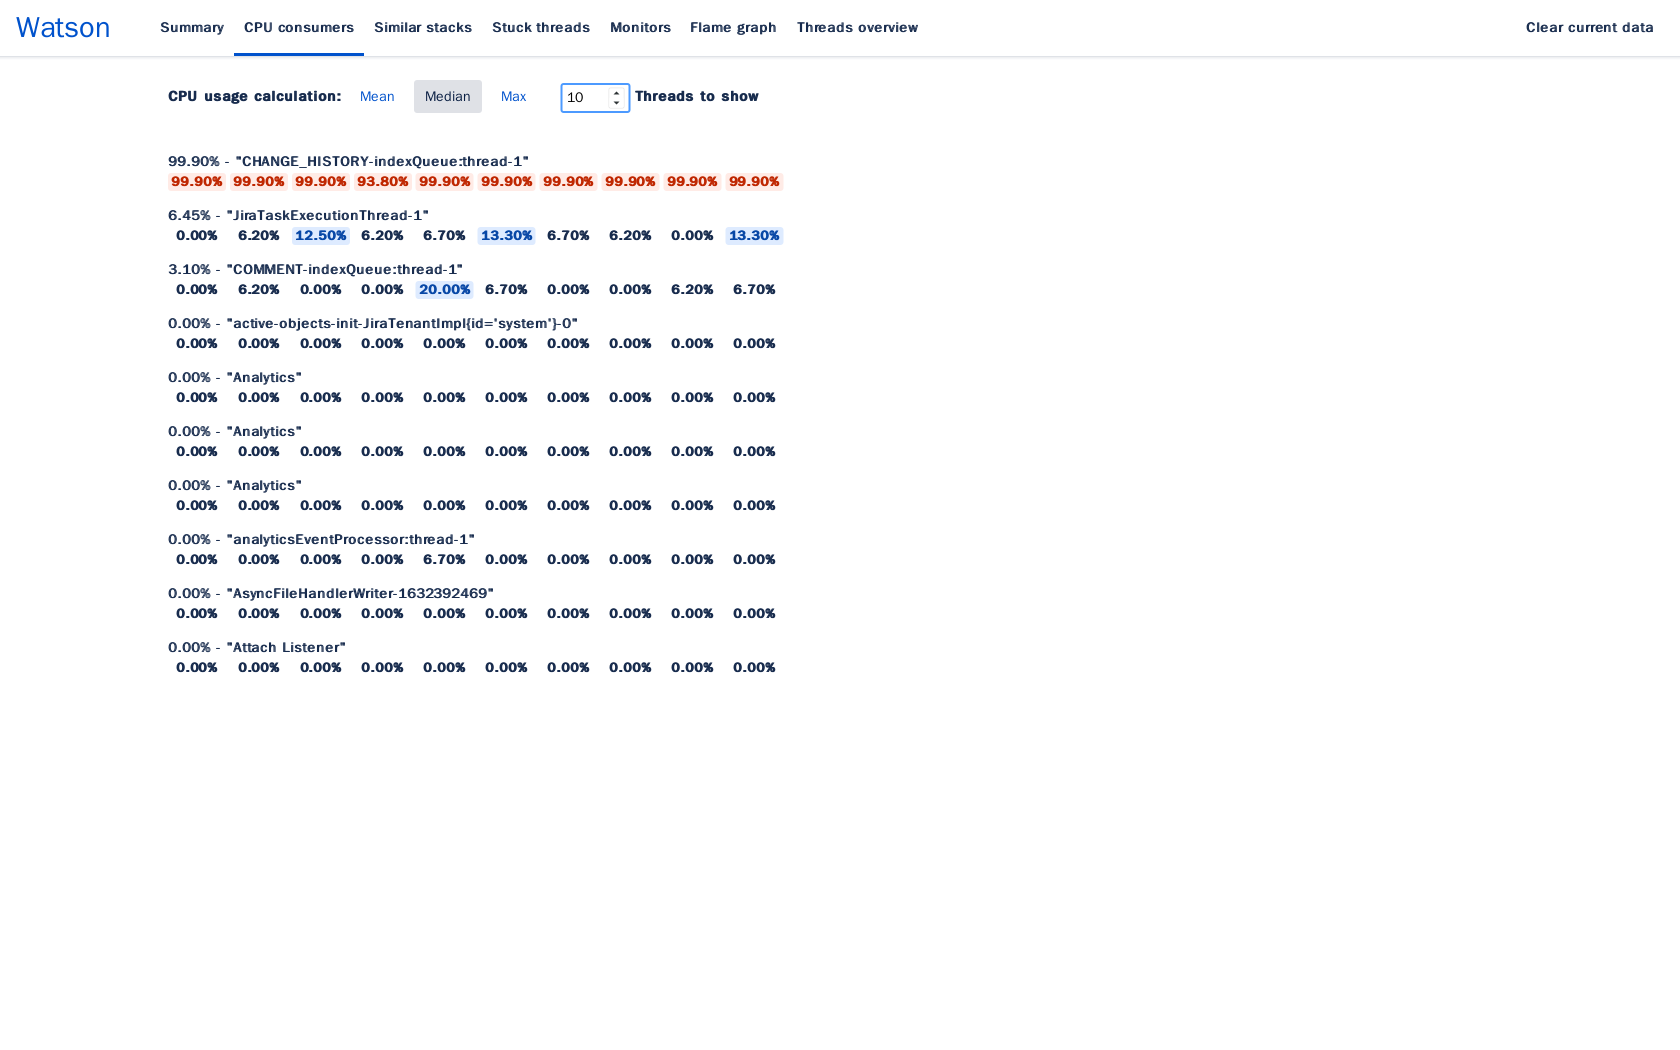 Watson Summary CPU consumers Similar stacks Stuck threads Monitors Flame graph Threads overview Clear current data
CPU usage calculation: Mean Median Max 10 Threads to show
99.90% - "CHANGE_HISTORY-indexQueue:thread-1"
99.90% 99.90% 99.90% 93.80% 99.90% 99.90% 99.90% 99.90% 99.90% 99.90%
6.45% - "JiraTaskExecutionThread-1"
0.00% 6.20% 12.50% 6.20% 6.70% 13.30% 6.70% 6.20% 0.00% 13.30%
3.10% - "COMMENT-indexQueue:thread-1"
0.00% 6.20% 0.00% 0.00% 20.00% 6.70% 0.00% 0.00% 6.20% 6.70%
0.00% - "active-objects-init-JiraTenantImpl{id='system'}-0"
0.00% 0.00% 0.00% 0.00% 0.00% 0.00% 0.00% 0.00% 0.00% 0.00%
0.00% - "Analytics"
0.00% 0.00% 0.00% 0.00% 0.00% 0.00% 0.00% 0.00% 0.00% 0.00%
0.00% - "Analytics"
0.00% 0.00% 0.00% 0.00% 0.00% 0.00% 0.00% 0.00% 0.00% 0.00%
0.00% - "Analytics"
0.00% 0.00% 0.00% 0.00% 0.00% 0.00% 0.00% 0.00% 0.00% 0.00%
0.00% - "analyticsEventProcessor:thread-1"
0.00% 0.00% 0.00% 0.00% 6.70% 0.00% 0.00% 0.00% 0.00% 0.00%
0.00% - "AsyncFileHandlerWriter-1632392469"
0.00% 0.00% 0.00% 0.00% 0.00% 0.00% 0.00% 0.00% 0.00% 0.00%
0.00% - "Attach Listener"
0.00% 0.00% 0.00% 0.00% 0.00% 0.00% 0.00% 0.00% 0.00% 0.00%